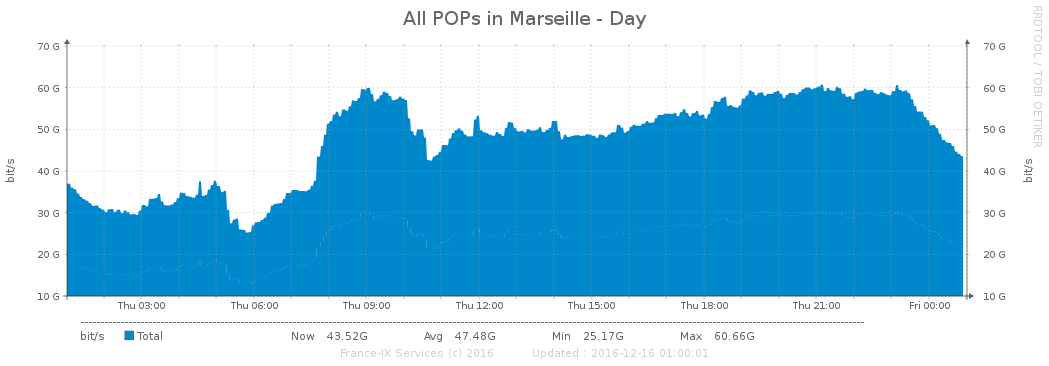 All POPs in Marseille - Day
RRDTOOL / TOBI OETIKER
70 G 70 G
60 G 60 G
50 G 50 G
40 G 40 G
30 G 30 G
20 G 20 G
10 G 10 G
bit/s bit/s
Thu 03:00 Thu 06:00 Thu 09:00 Thu 12:00 Thu 15:00 Thu 18:00 Thu 21:00 Fri 00:00
bit/s Total Now 43.52G Avg 47.48G Min 25.17G Max 60.66G
France-IX Services (c) 2016 Updated : 2016-12-16 01:00:01